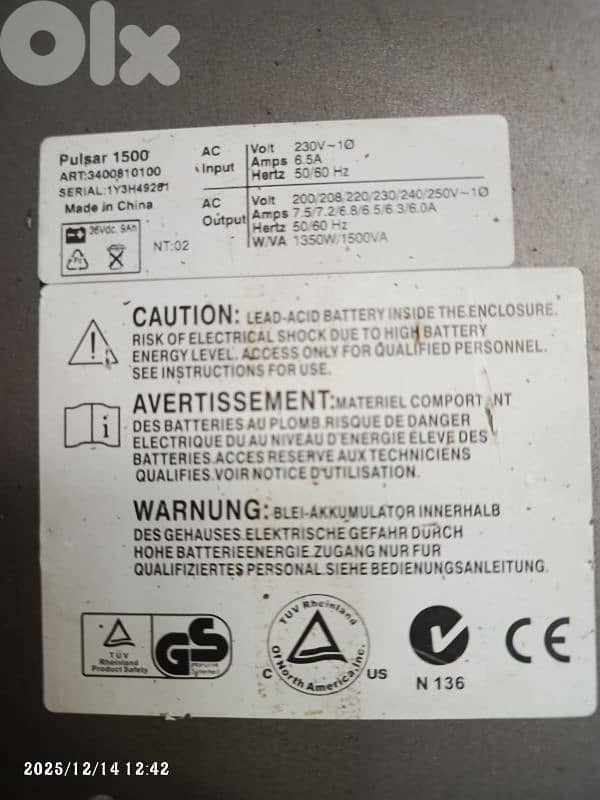 Olx
Pulsar 1500
ART:3400810100
SERIAL:1Y3H49261
Made in China
36Vdc. 9Ah
NT:02
AC Input
Volt 230V~1Ø
Amps 6.5A
Hertz 50/60 Hz
AC Output
Volt 200/208/220/230/240/250V~1Ø
Amps 7.5/7.2/6.8/6.5/6.3/6.0A
Hertz 50/60 Hz
W/VA 1350W/1500VA
CAUTION: LEAD-ACID BATTERY INSIDE THE ENCLOSURE.
RISK OF ELECTRICAL SHOCK DUE TO HIGH BATTERY
ENERGY LEVEL. ACCESS ONLY FOR QUALIFIED PERSONNEL.
SEE INSTRUCTIONS FOR USE.
AVERTISSEMENT: MATERIEL COMPORT NT
DES BATTERIES AU PLOMB.RISQUE DE DANGER
ELECTRIQUE DU AU NIVEAU D'ENERGIE ELEVE DES
BATTERIES.ACCES RESERVE AUX TECHNICIENS
QUALIFIES.VOIR NOTICE D'UTILISATION.
WARNUNG: BLEI-AKKUMULATOR INNERHALB
DES GEHAUSES.ELEKTRISCHE GEFAHR DURCH
HOHE BATTERIEENERGIE.ZUGANG NUR FUR
QUALIFIZIERTES PERSONAL.SIEHE BEDIENUNGSANLEITUNG.
TUV
Rheinland
Product Safety
GS
TUV Rheinland
Of North America, Inc.
C US
N 136
CE
2025/12/14 12:42